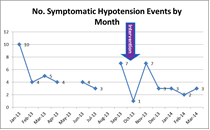 No. Symptomatic Hypotension Events by
Month
Intervention
12
10
8
6
4
2
0
10
4
5
4
4
3
7
1
7
3
3
2
3
Jan-13
Feb-13
Mar-13
Apr-13
May-13
Jun-13
Jul-13
Aug-13
Sep-13
Oct-13
Nov-13
Dec-13
Jan-14
Feb-14
Mar-14